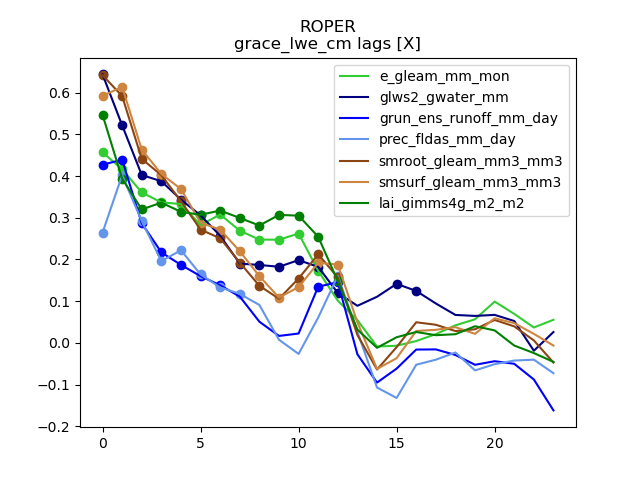 ROPER
grace_lwe_cm lags [X]
e_gleam_mm_mon
glws2_gwater_mm
grun_ens_runoff_mm_day
prec_fldas_mm_day
smroot_gleam_mm3_mm3
smsurf_gleam_mm3_mm3
lai_gimms4g_m2_m2
0.6
0.5
0.4
0.3
0.2
0.1
0.0
−0.1
−0.2
0 5 10 15 20